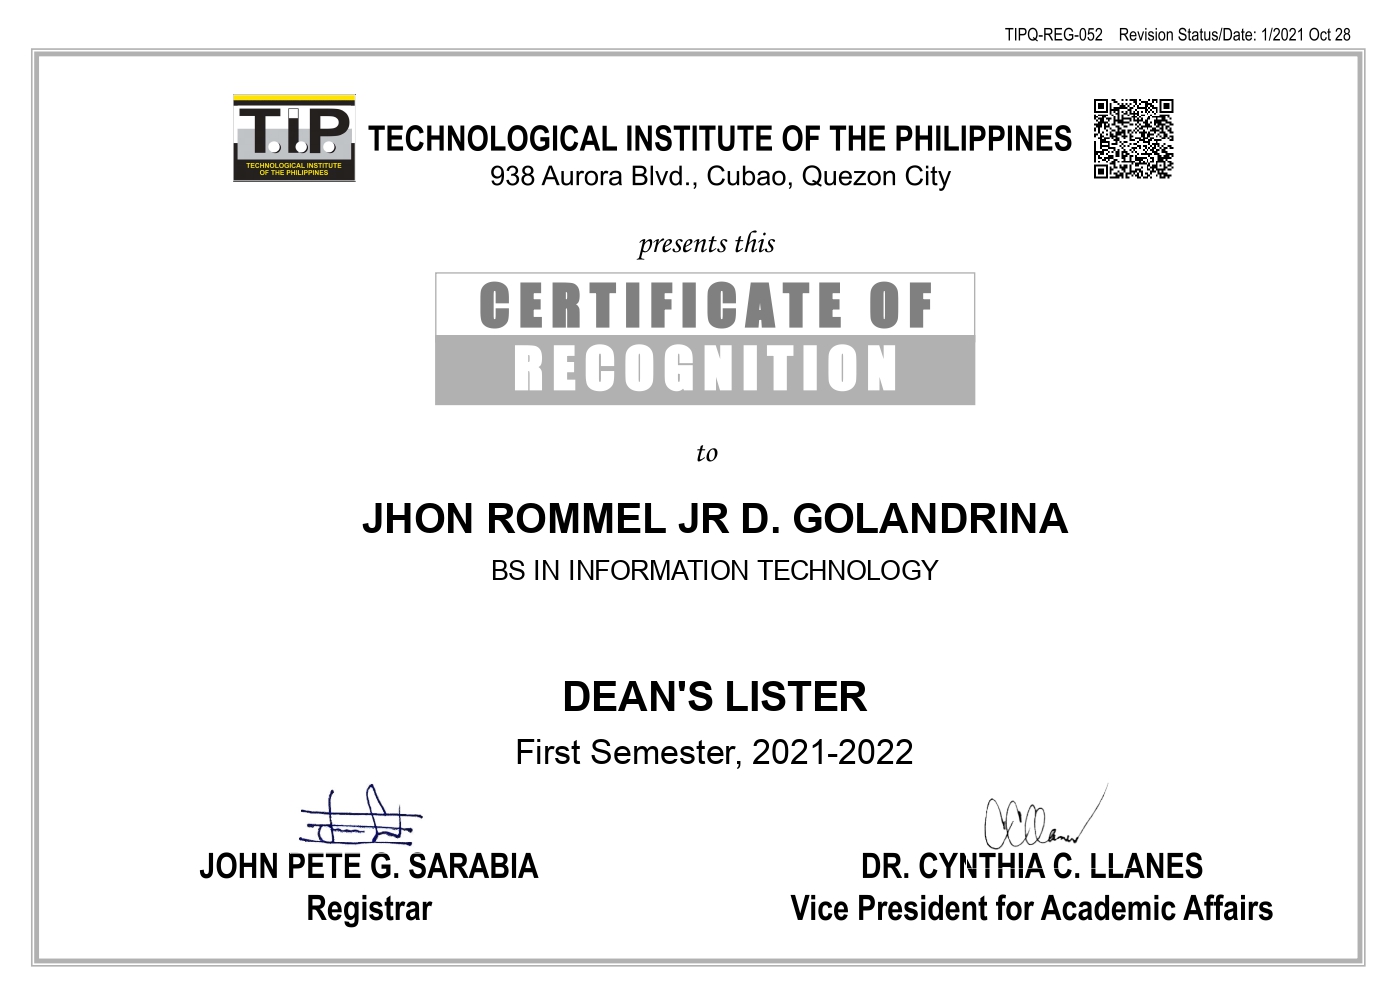 TIPQ-REG-052 Revision Status/Date: 1/2021 Oct 28
T.i.P
TECHNOLOGICAL INSTITUTE
OF THE PHILIPPINES
TECHNOLOGICAL INSTITUTE OF THE PHILIPPINES
938 Aurora Blvd., Cubao, Quezon City
presents this
CERTIFICATE OF
RECOGNITION
to
JHON ROMMEL JR D. GOLANDRINA
BS IN INFORMATION TECHNOLOGY
DEAN'S LISTER
First Semester, 2021-2022
JOHN PETE G. SARABIA
Registrar
DR. CYNTHIA C. LLANES
Vice President for Academic Affairs